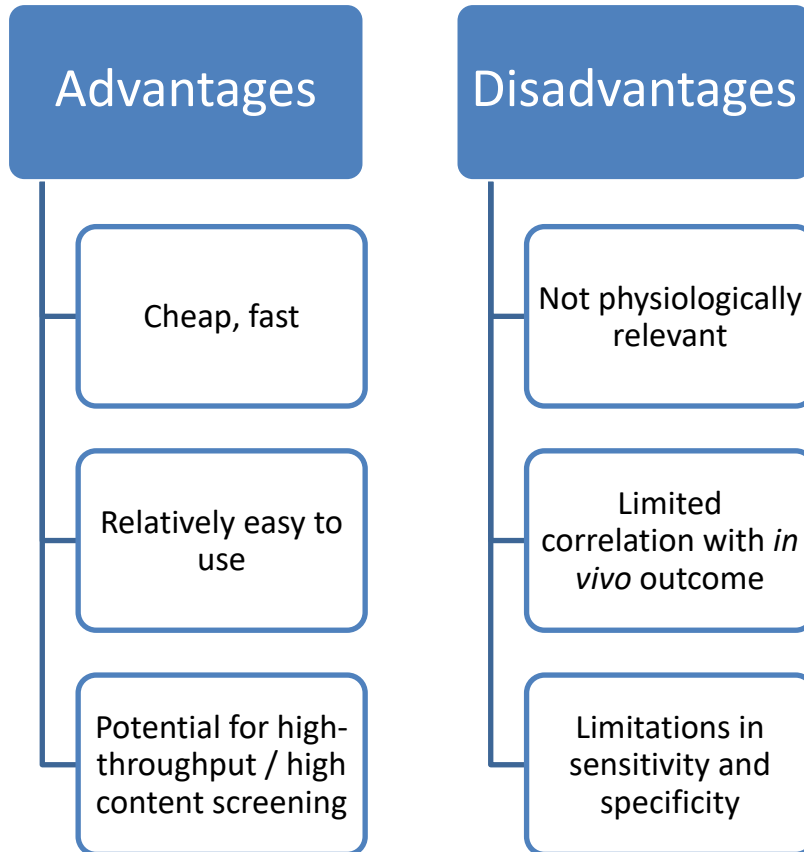 Advantages
Cheap, fast
Relatively easy to
use
Potential for high-
throughput / high
content screening
Disadvantages
Not physiologically
relevant
Limited
correlation with in
vivo outcome
Limitations in
sensitivity and
specificity